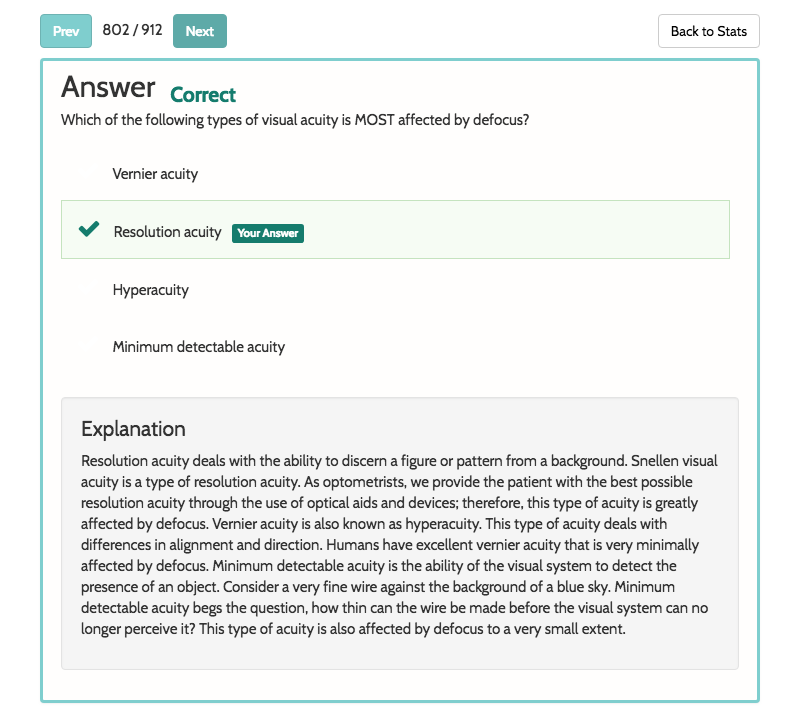 Prev 802 / 912 Next Back to Stats
Answer Correct
Which of the following types of visual acuity is MOST affected by defocus?
Vernier acuity
Resolution acuity Your Answer
Hyperacuity
Minimum detectable acuity
Explanation
Resolution acuity deals with the ability to discern a figure or pattern from a background. Snellen visual
acuity is a type of resolution acuity. As optometrists, we provide the patient with the best possible
resolution acuity through the use of optical aids and devices; therefore, this type of acuity is greatly
affected by defocus. Vernier acuity is also known as hyperacuity. This type of acuity deals with
differences in alignment and direction. Humans have excellent vernier acuity that is very minimally
affected by defocus. Minimum detectable acuity is the ability of the visual system to detect the
presence of an object. Consider a very fine wire against the background of a blue sky. Minimum
detectable acuity begs the question, how thin can the wire be made before the visual system can no
longer perceive it? This type of acuity is also affected by defocus to a very small extent.